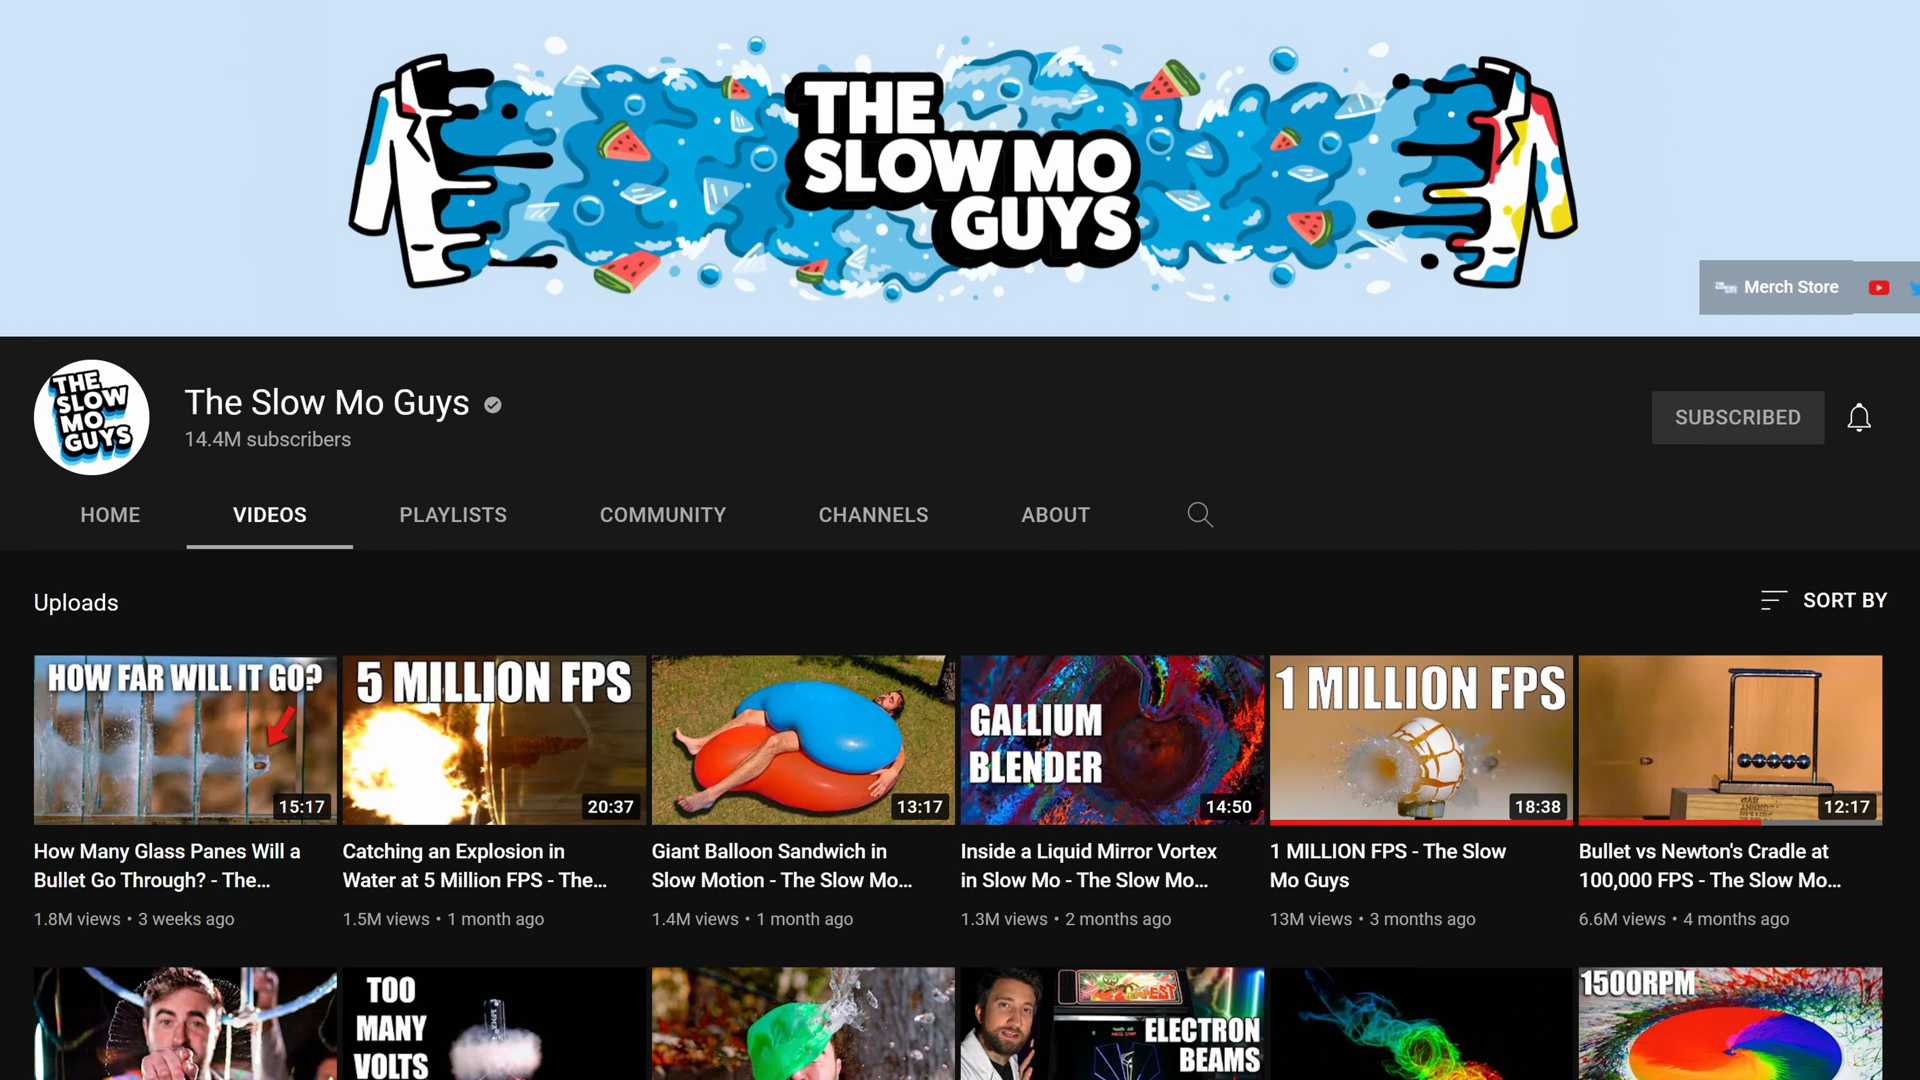 THE
SLOW MO
GUYS
Merch Store
THE
SLOW
MO
GUYS
The Slow Mo Guys
14.4M subscribers
SUBSCRIBED
HOME VIDEOS PLAYLISTS COMMUNITY CHANNELS ABOUT
Uploads
SORT BY
HOW FAR WILL IT GO?
15:17
5 MILLION FPS
20:37
13:17
GALLIUM
BLENDER
14:50
1 MILLION FPS
18:38
12:17
How Many Glass Panes Will a
Bullet Go Through? - The...
1.8M views • 3 weeks ago
Catching an Explosion in
Water at 5 Million FPS - The...
1.5M views • 1 month ago
Giant Balloon Sandwich in
Slow Motion - The Slow Mo...
1.4M views • 1 month ago
Inside a Liquid Mirror Vortex
in Slow Mo - The Slow Mo...
1.3M views • 2 months ago
1 MILLION FPS - The Slow
Mo Guys
13M views • 3 months ago
Bullet vs Newton's Cradle at
100,000 FPS - The Slow Mo...
6.6M views • 4 months ago
TOO
MANY
VOLTS
ELECTRON
BEAMS
1500RPM